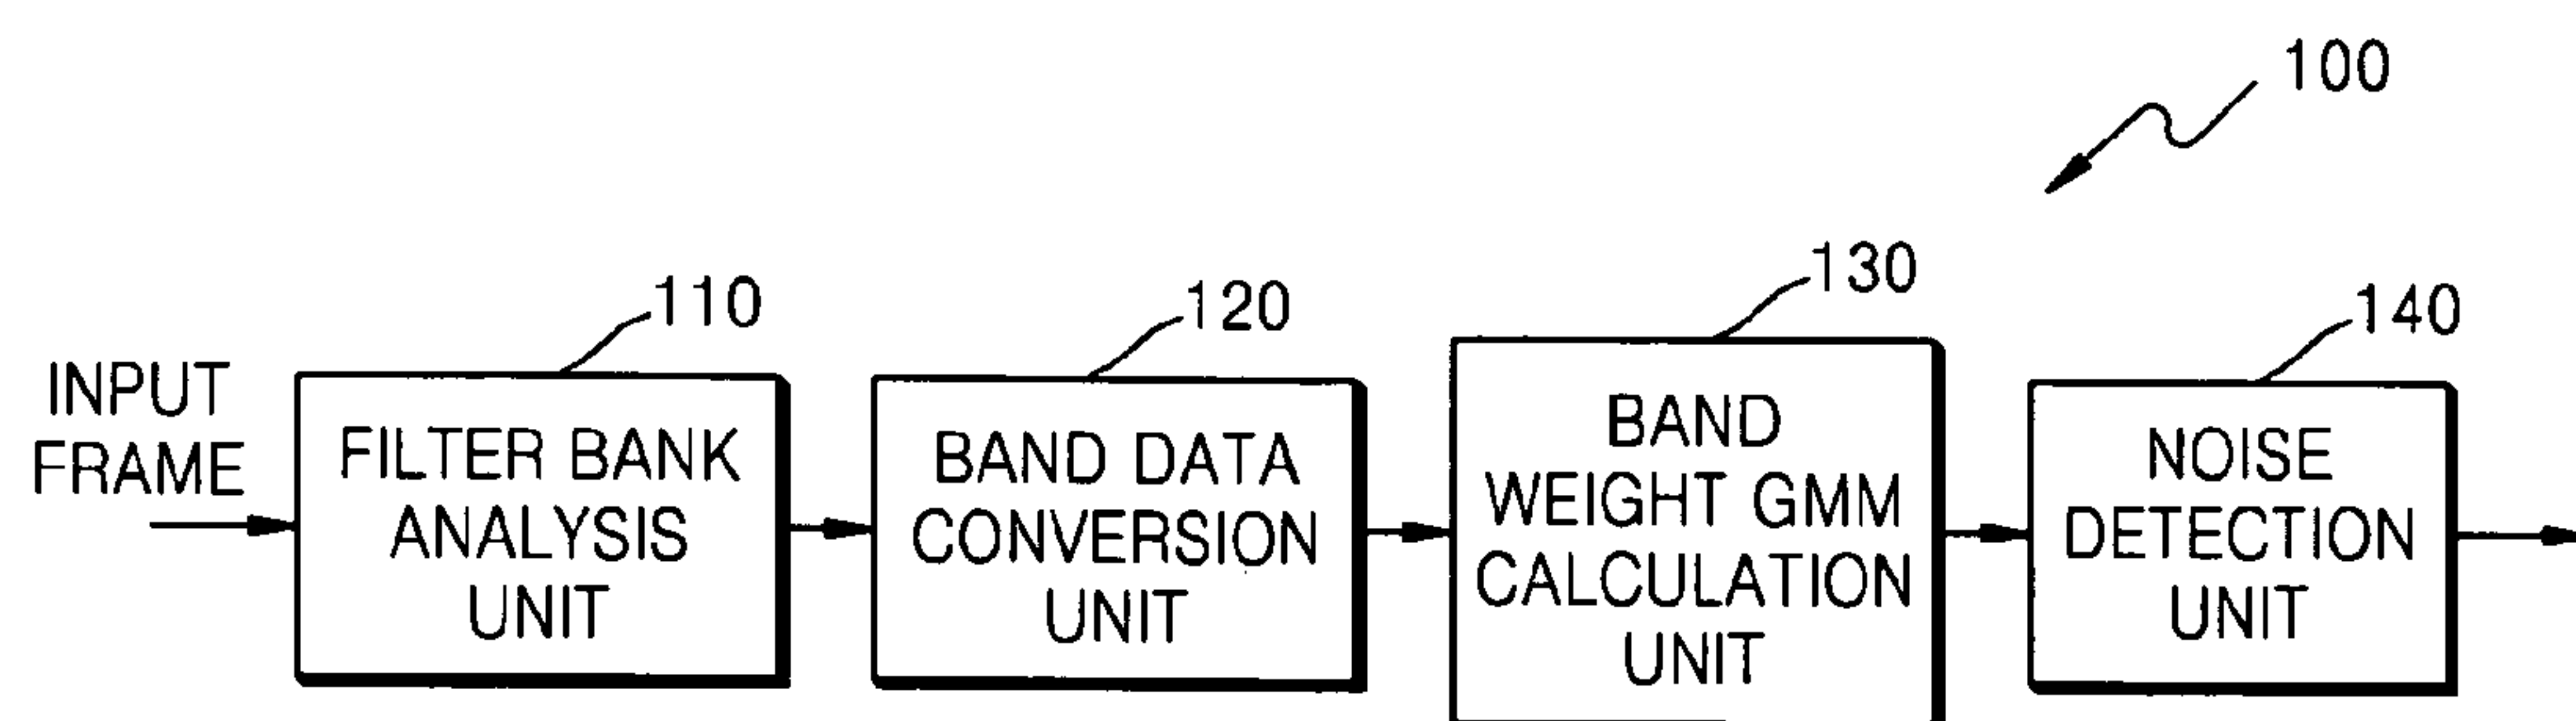 100
110
120
130
140
INPUT
FRAME
FILTER BANK
ANALYSIS
UNIT
BAND DATA
CONVERSION
UNIT
BAND
WEIGHT GMM
CALCULATION
UNIT
NOISE
DETECTION
UNIT